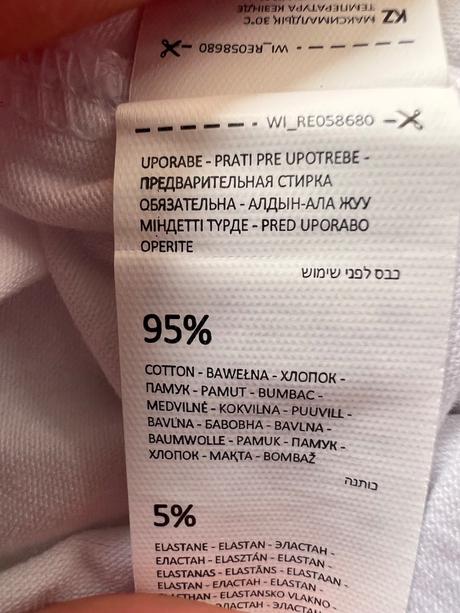 KZ МАКСИМАЛДЫҚ 30°C
ТЕМПЕРАТУРА КЕЗІНДЕ
WI_RE058680
WI_RE058680
UPORABE - PRATI PRE UPOTREBE -
ПРЕДВАРИТЕЛЬНАЯ СТИРКА
ОБЯЗАТЕЛЬНА - АЛДЫН-АЛА ЖУУ
МІНДЕТТІ ТҮРДЕ - PRED UPORABO
OPERITE
כבס לפני שימוש
95%
COTTON - BAWEŁNA - ХЛОПОК -
ПАМУК - PAMUT - BUMBAC -
MEDVILNĖ - KOKVILNA - PUUVILL -
BAVLNA - БАВОВНА - BAVLNA -
BAUMWOLLE - PAMUK - ПАМУК -
ХЛОПОК - МАҚТА - BOMBAŽ
כותנה
5%
ELASTANE - ELASTAN - ЭЛАСТАН -
ЕЛАСТАН - ELASZTÁN - ELASTAN -
ELASTANAS - ELASTĀNS - ELASTAAN -
ELASTAN - ЕЛАСТАН - ELASTAN -
ELASTHAN - ELASTANSKO VLAKNO -
ЭЛАСТАН -